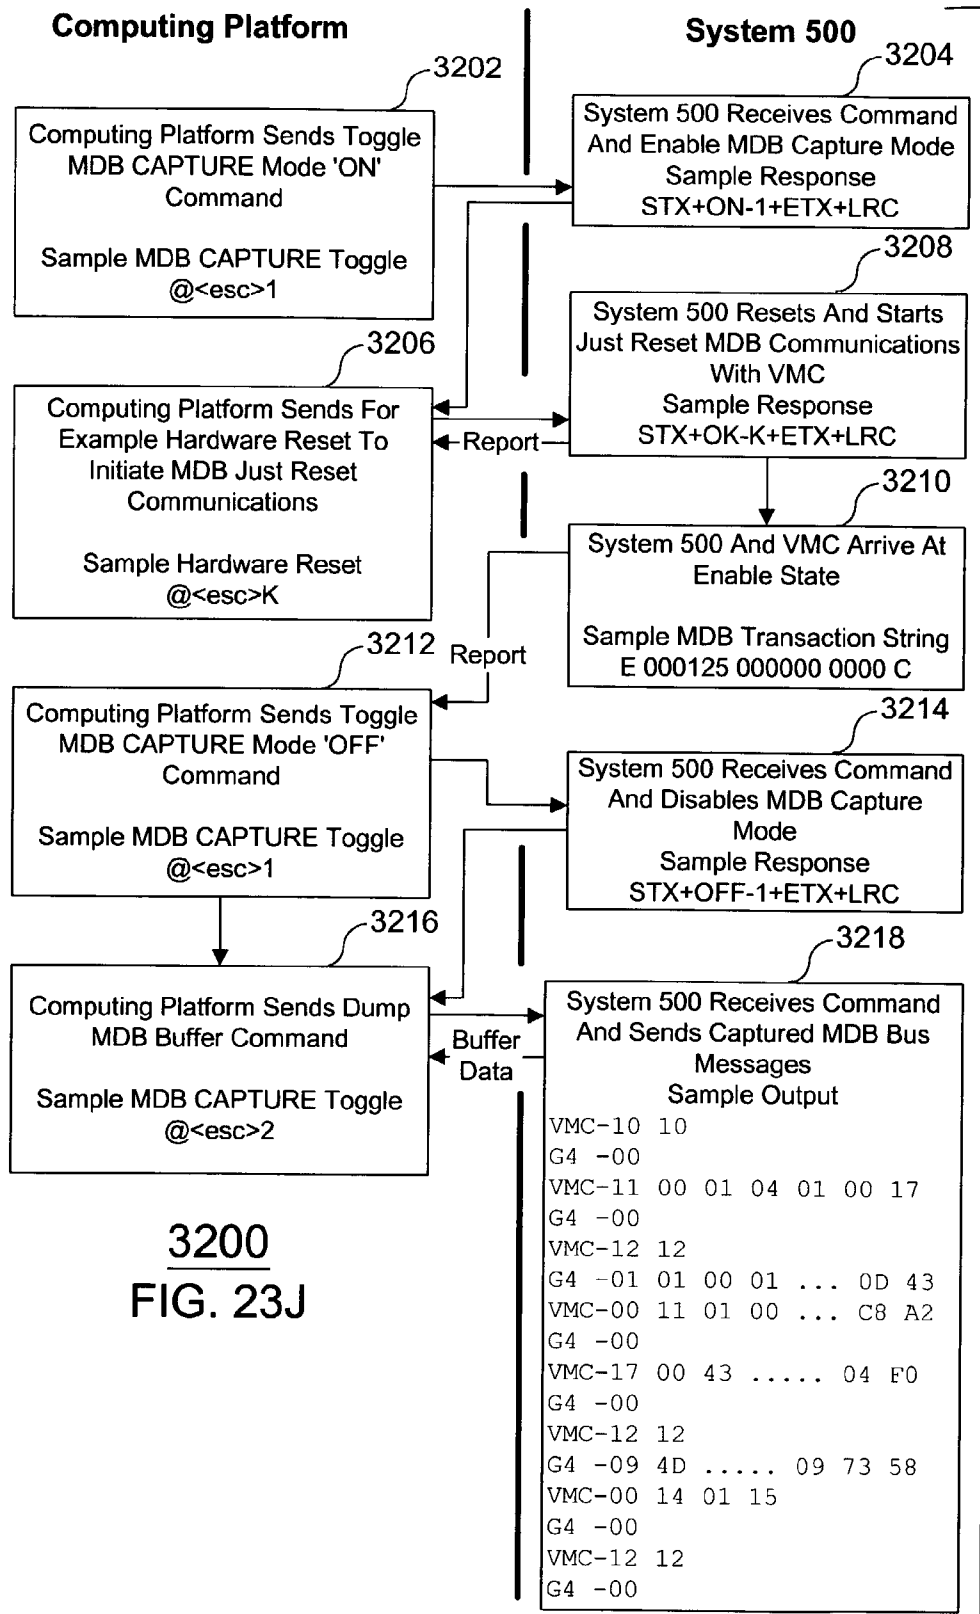 Computing Platform
System 500
3202
Computing Platform Sends Toggle
MDB CAPTURE Mode 'ON'
Command
Sample MDB CAPTURE Toggle
@<esc>1
3204
System 500 Receives Command
And Enable MDB Capture Mode
Sample Response
STX+ON-1+ETX+LRC
3206
Computing Platform Sends For
Example Hardware Reset To
Initiate MDB Just Reset
Communications
Sample Hardware Reset
@<esc>K
3208
System 500 Resets And Starts
Just Reset MDB Communications
With VMC
Sample Response
STX+OK-K+ETX+LRC
Report
3210
System 500 And VMC Arrive At
Enable State
Sample MDB Transaction String
E 000125 000000 0000 C
Report
3212
Computing Platform Sends Toggle
MDB CAPTURE Mode 'OFF'
Command
Sample MDB CAPTURE Toggle
@<esc>1
3214
System 500 Receives Command
And Disables MDB Capture
Mode
Sample Response
STX+OFF-1+ETX+LRC
3216
Computing Platform Sends Dump
MDB Buffer Command
Sample MDB CAPTURE Toggle
@<esc>2
Buffer
Data
3218
System 500 Receives Command
And Sends Captured MDB Bus
Messages
Sample Output
VMC-10 10
G4 -00
VMC-11 00 01 04 01 00 17
G4 -00
VMC-12 12
G4 -01 01 00 01 ... 0D 43
VMC-00 11 01 00 ... C8 A2
G4 -00
VMC-17 00 43 ..... 04 F0
G4 -00
VMC-12 12
G4 -09 4D ..... 09 73 58
VMC-00 14 01 15
G4 -00
VMC-12 12
G4 -00
3200
FIG. 23J